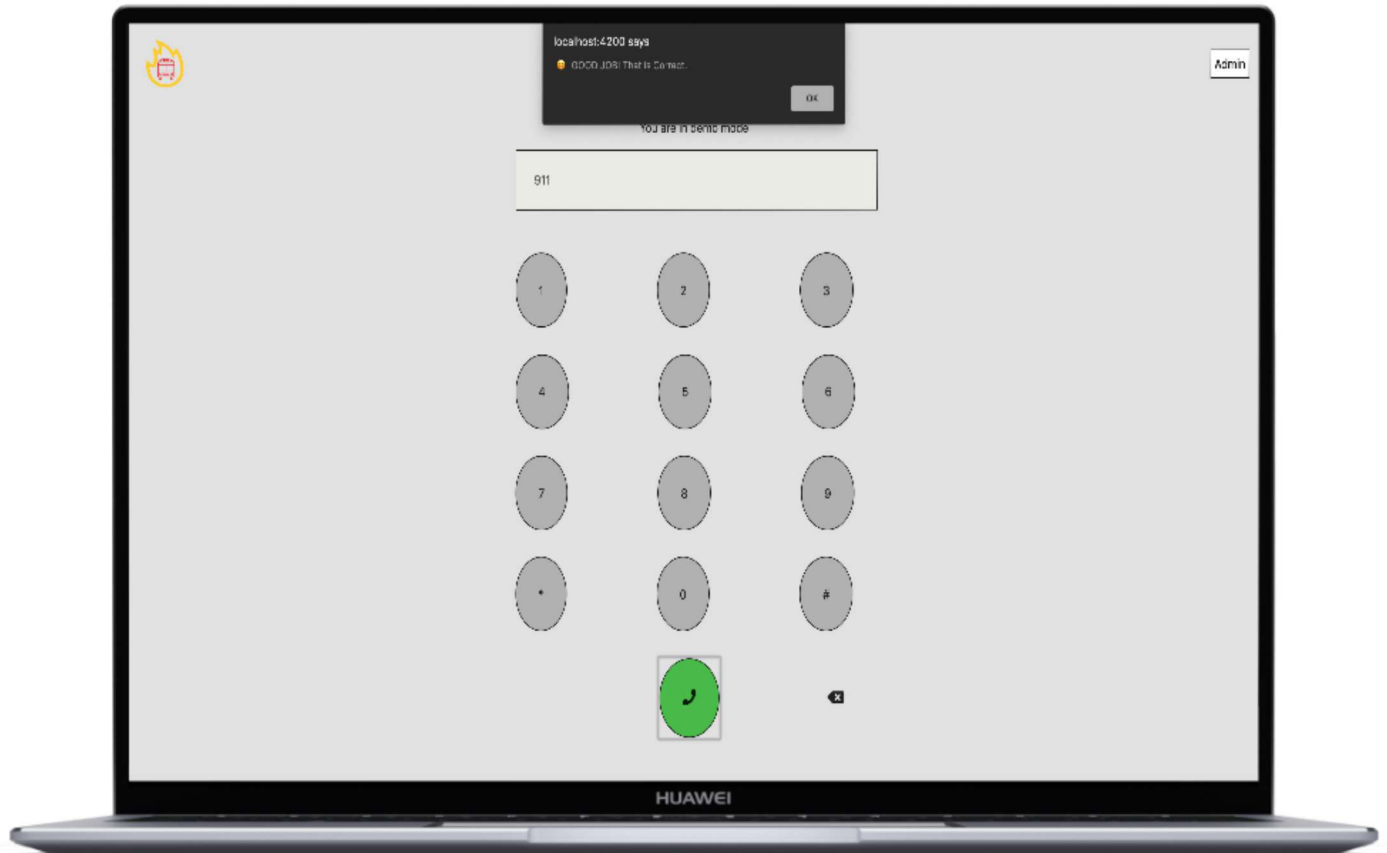 localhost:4200 says
GOOD JOB! That is Correct.
OK
Admin
You are in demo mode
911
1 2 3
4 5 6
7 8 9
* 0 #
HUAWEI